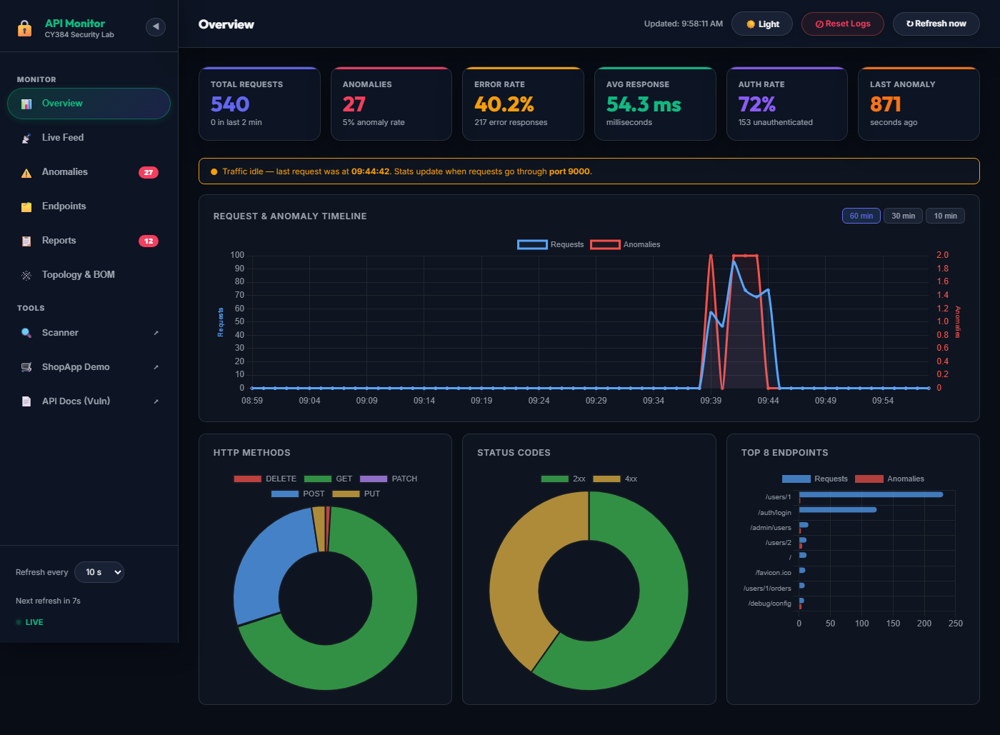 API Monitor
CY384 Security Lab
MONITOR
Overview
Live Feed
Anomalies 27
Endpoints
Reports 12
Topology & BOM
TOOLS
Scanner
ShopApp Demo
API Docs (Vuln)
Refresh every 10 s
Next refresh in 7s
LIVE
Overview
Updated: 9:58:11 AM Light Reset Logs Refresh now
TOTAL REQUESTS
540
0 in last 2 min
ANOMALIES
27
5% anomaly rate
ERROR RATE
40.2%
217 error responses
AVG RESPONSE
54.3 ms
milliseconds
AUTH RATE
72%
153 unauthenticated
LAST ANOMALY
871
seconds ago
Traffic idle — last request was at 09:44:42. Stats update when requests go through port 9000.
REQUEST & ANOMALY TIMELINE
60 min 30 min 10 min
Requests Anomalies
100
90
80
70
60
50
40
30
20
10
0
Requests
2.0
1.8
1.6
1.4
1.2
1.0
0.8
0.6
0.4
0.2
0
Anomalies
08:59 09:04 09:09 09:14 09:19 09:24 09:29 09:34 09:39 09:44 09:49 09:54
HTTP METHODS
DELETE GET PATCH
POST PUT
STATUS CODES
2xx 4xx
TOP 8 ENDPOINTS
Requests Anomalies
/users/1
/auth/login
/admin/users
/users/2
/
/favicon.ico
/users/1/orders
/debug/config
0 50 100 150 200 250